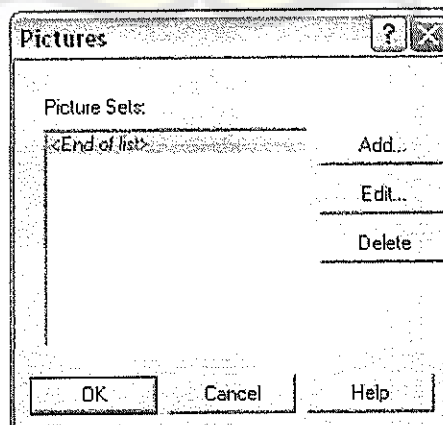 Pictures ?
Picture Sets:
<End of list>
Add...
Edit...
Delete
OK Cancel Help